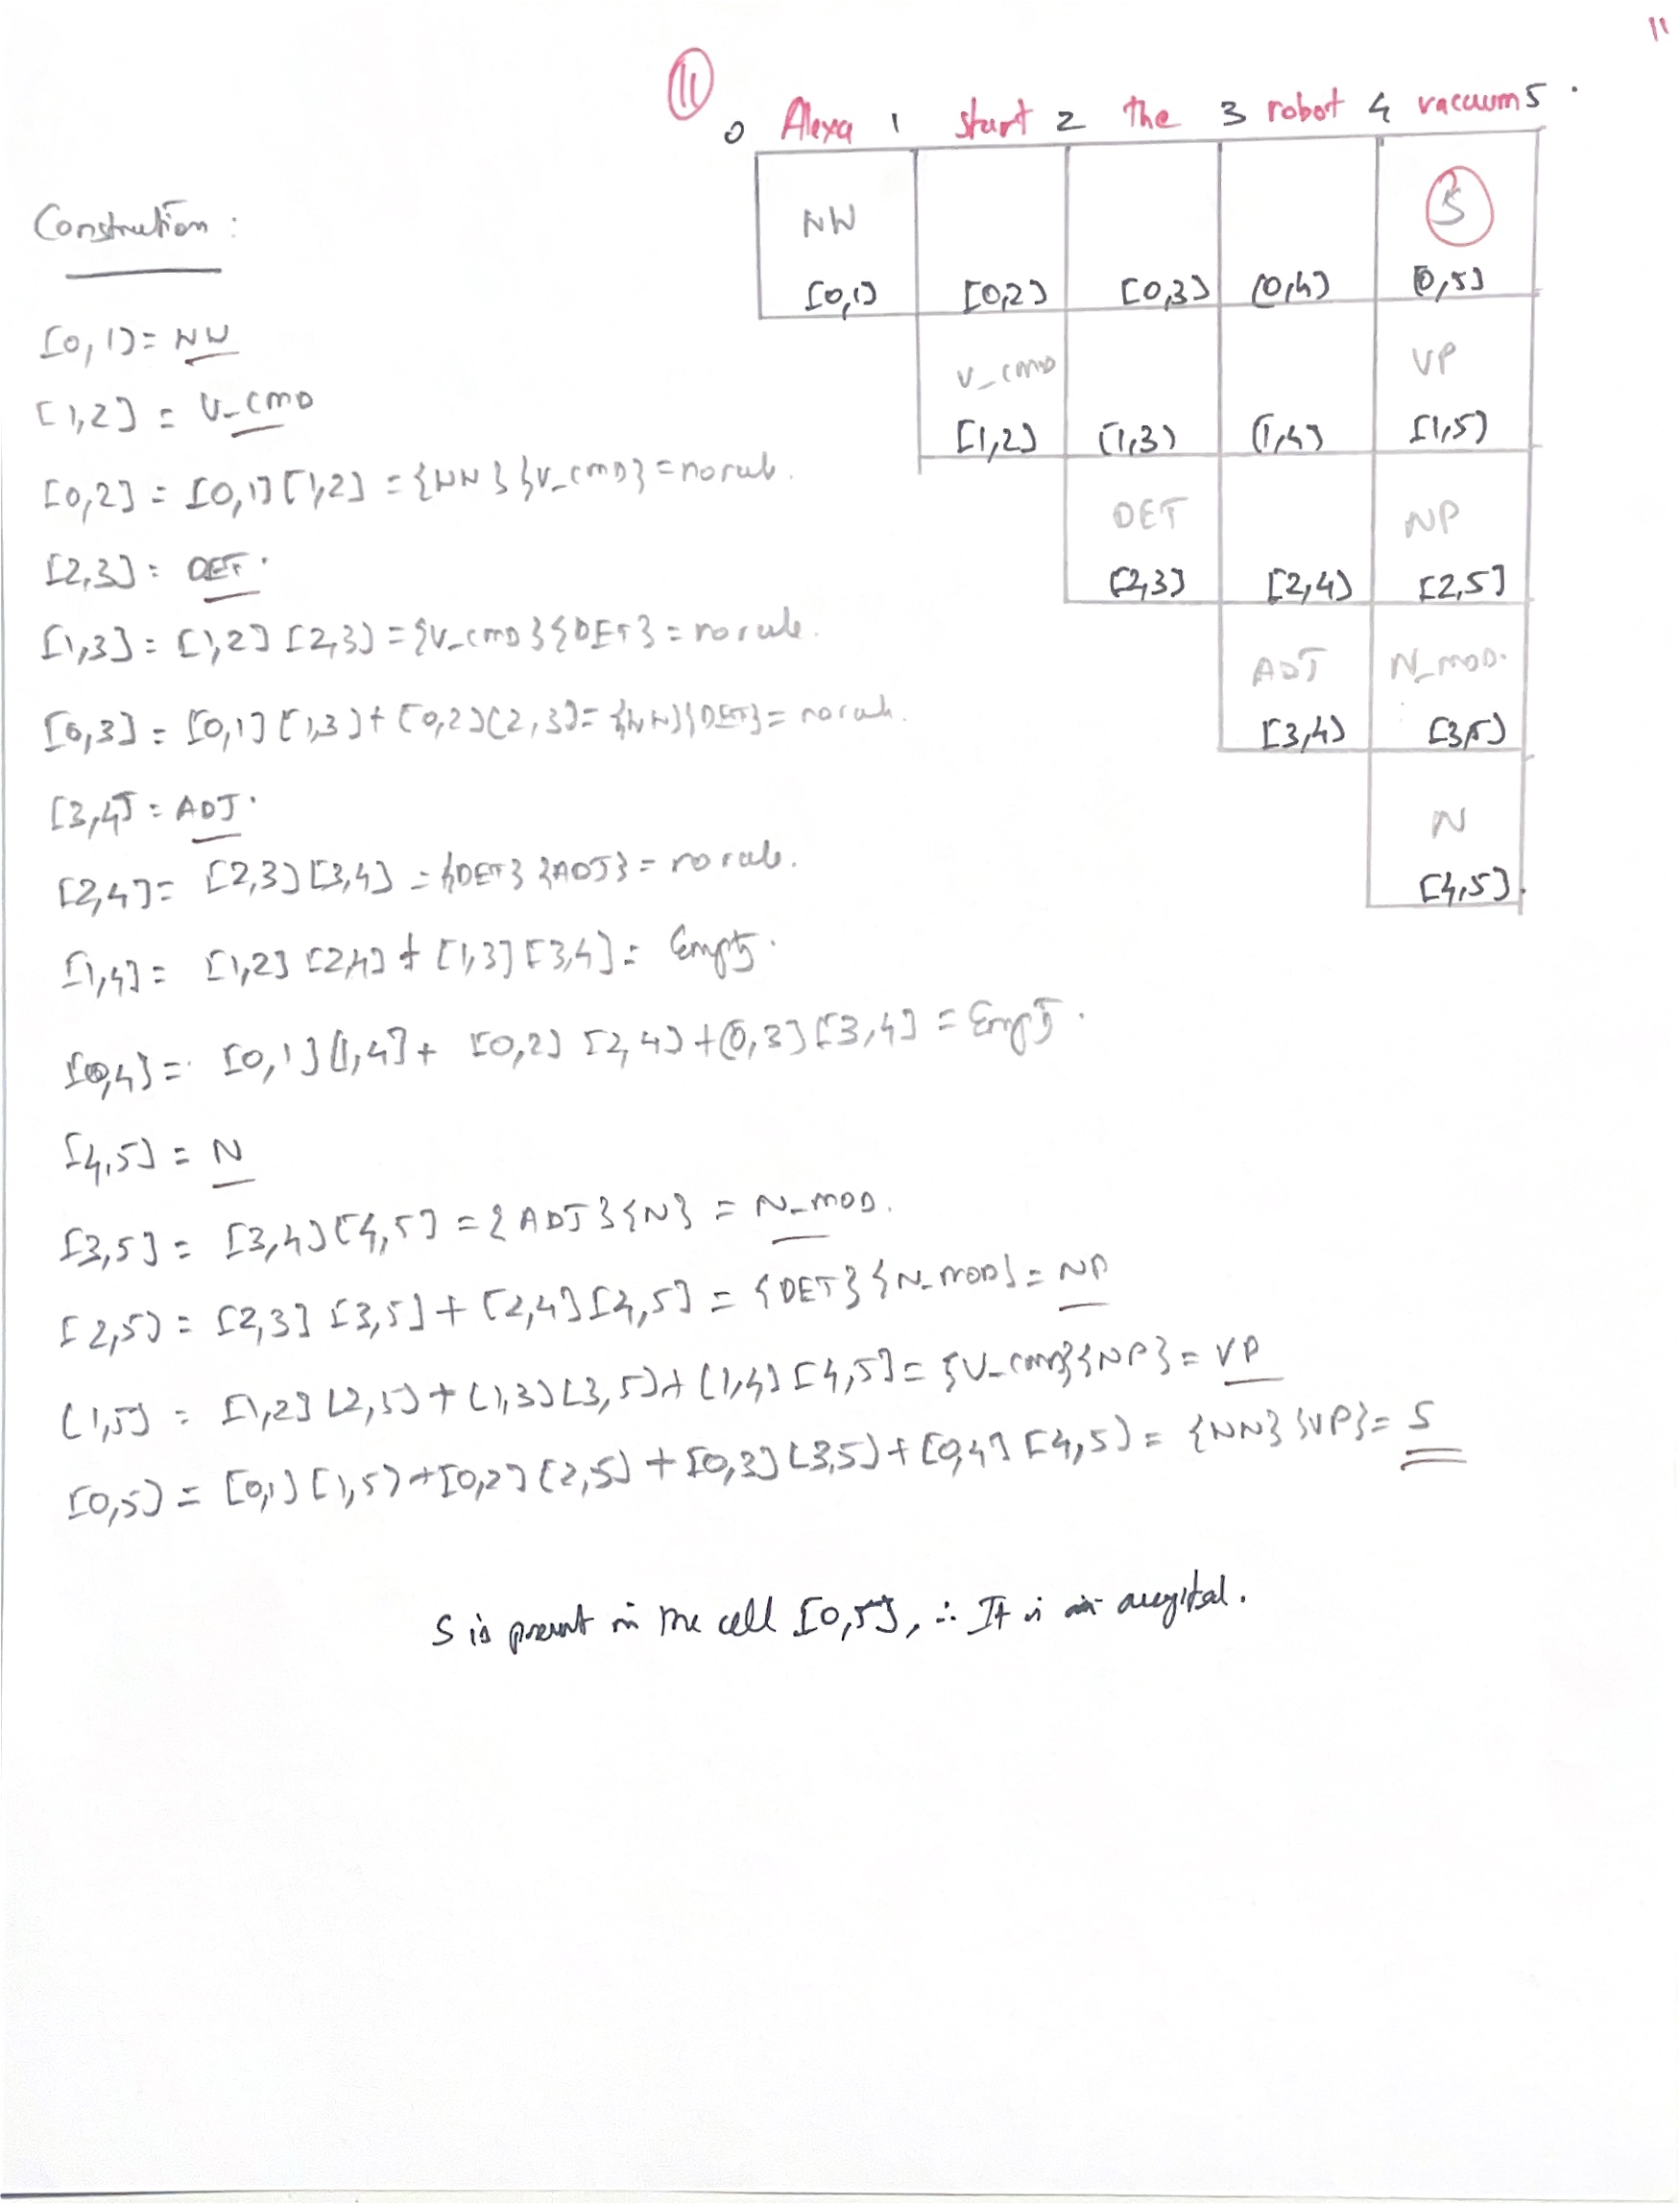 11
11
0 Alexa 1 start 2 the 3 robot 4 vacuum 5 .
NW S
[0,1] [0,2] [0,3] [0,4] [0,5]
V_CMD VP
[1,2] [1,3] [1,4] [1,5]
DET NP
[2,3] [2,4] [2,5]
ADJ N_MOD.
[3,4] [3,5]
N
[4,5].
Construction :
[0,1] = NW
[1,2] = V_CMD
[0,2] = [0,1] [1,2] = {NN} {V_CMD} = no rule.
[2,3] = DET.
[1,3] = [1,2] [2,3] = {V_CMD} {DET} = no rule.
[0,3] = [0,1] [1,3] + [0,2] [2,3] = {NN} {DET} = no rule.
[3,4] = ADJ.
[2,4] = [2,3] [3,4] = {DET} {ADJ} = no rule.
[1,4] = [1,2] [2,4] + [1,3] [3,4] = Empty.
[0,4] = [0,1] [1,4] + [0,2] [2,4] + [0,3] [3,4] = Empty.
[4,5] = N
[3,5] = [3,4] [4,5] = {ADJ} {N} = N_MOD.
[2,5] = [2,3] [3,5] + [2,4] [4,5] = {DET} {N_MOD} = NP
[1,5] = [1,2] [2,5] + [1,3] [3,5] + [1,4] [4,5] = {V_CMD} {NP} = VP
[0,5] = [0,1] [1,5] + [0,2] [2,5] + [0,3] [3,5] + [0,4] [4,5] = {NN} {VP} = S
S is present in the cell [0,5], ∴ It is